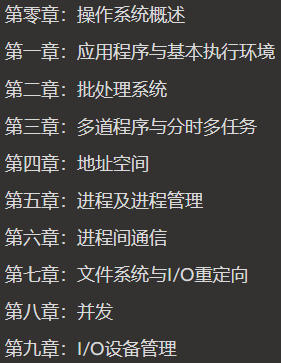 第零章：操作系统概述
第一章：应用程序与基本执行环境
第二章：批处理系统
第三章：多道程序与分时多任务
第四章：地址空间
第五章：进程及进程管理
第六章：进程间通信
第七章：文件系统与I/O重定向
第八章：并发
第九章：I/O设备管理